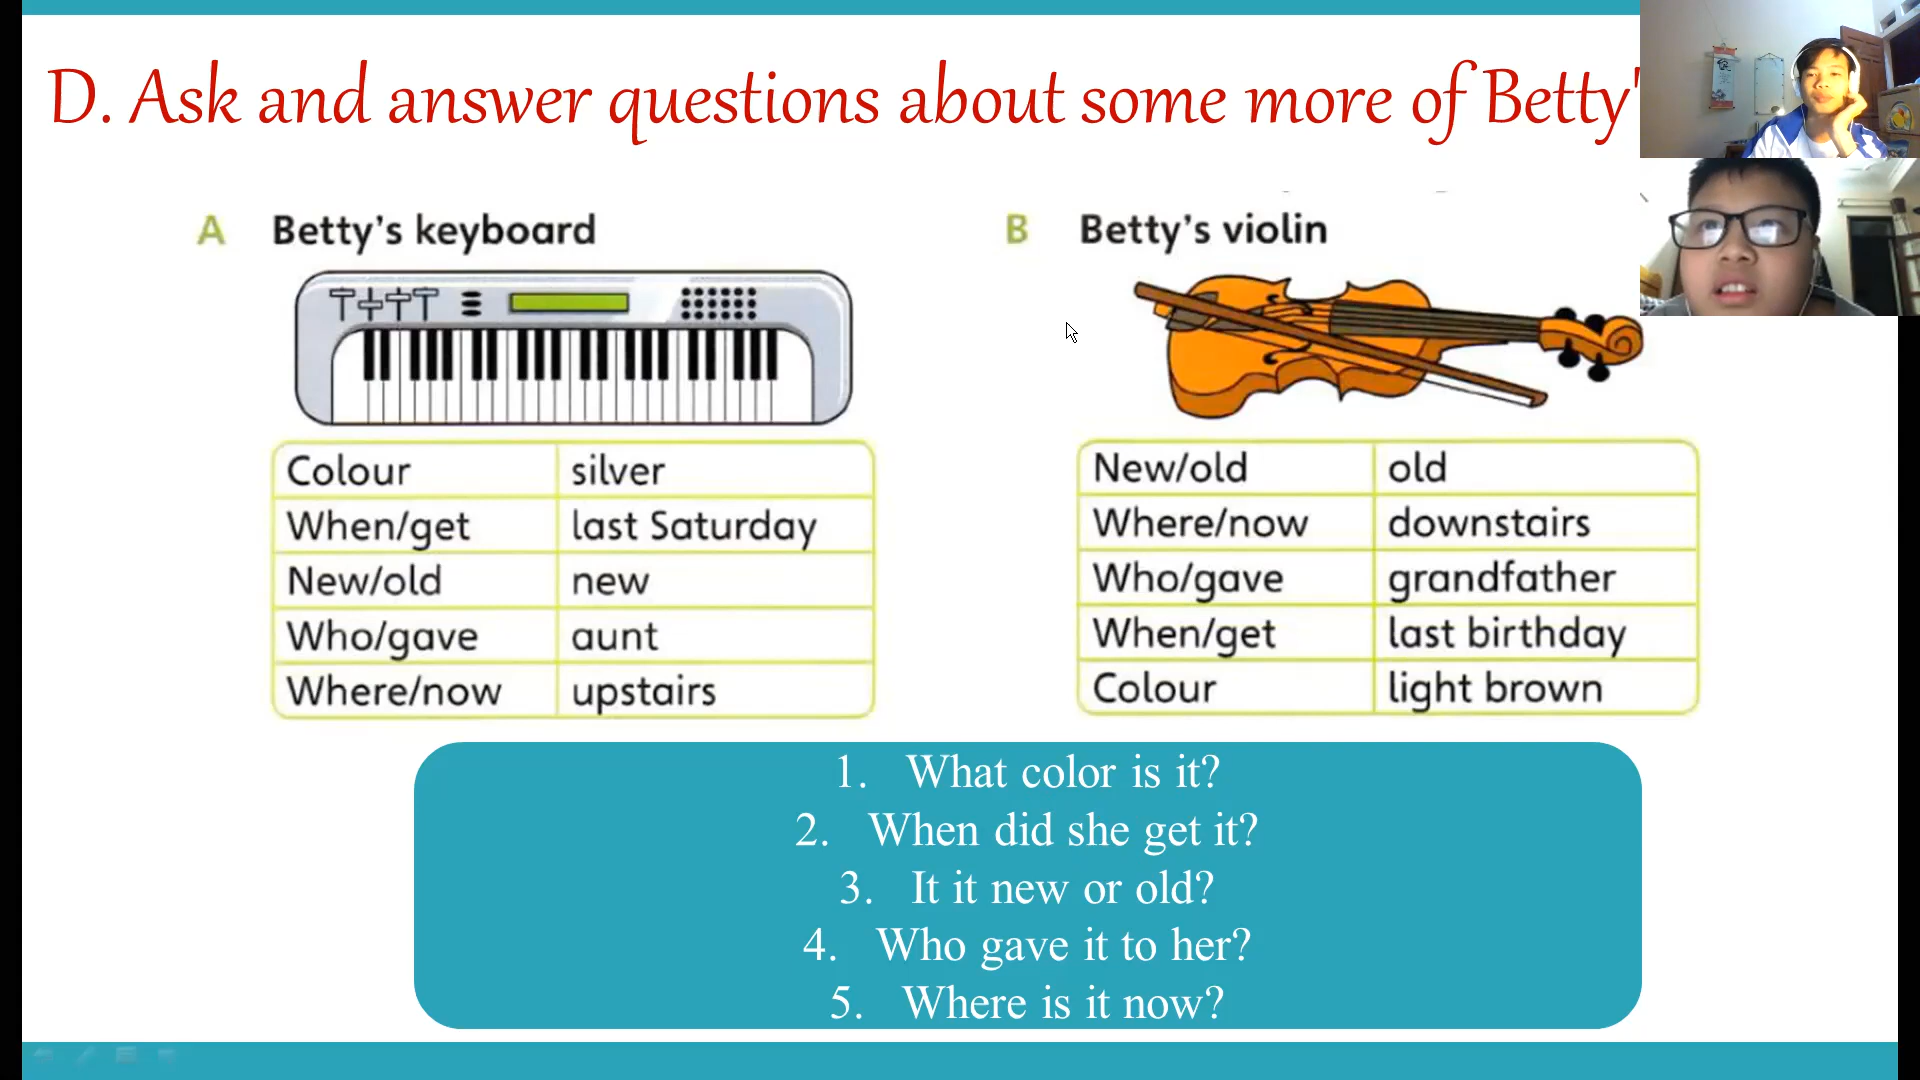 D. Ask and answer questions about some more of Betty'
A Betty's keyboard
Colour silver
When/get last Saturday
New/old new
Who/gave aunt
Where/now upstairs
B Betty's violin
New/old old
Where/now downstairs
Who/gave grandfather
When/get last birthday
Colour light brown
1. What color is it?
2. When did she get it?
3. It it new or old?
4. Who gave it to her?
5. Where is it now?